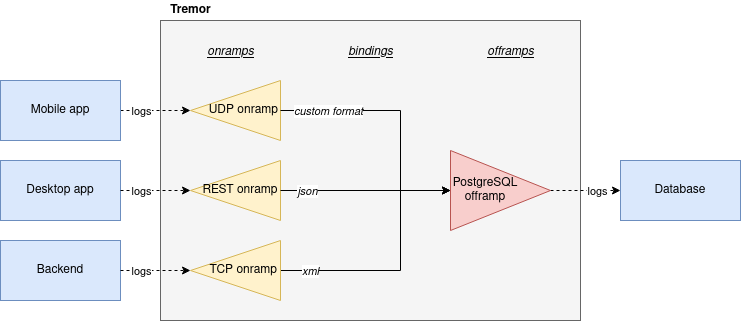 Tremor
onramps
bindings
offramps
Mobile app
logs
UDP onramp
custom format
Desktop app
logs
REST onramp
json
PostgreSQL
offramp
logs
Database
Backend
logs
TCP onramp
xml